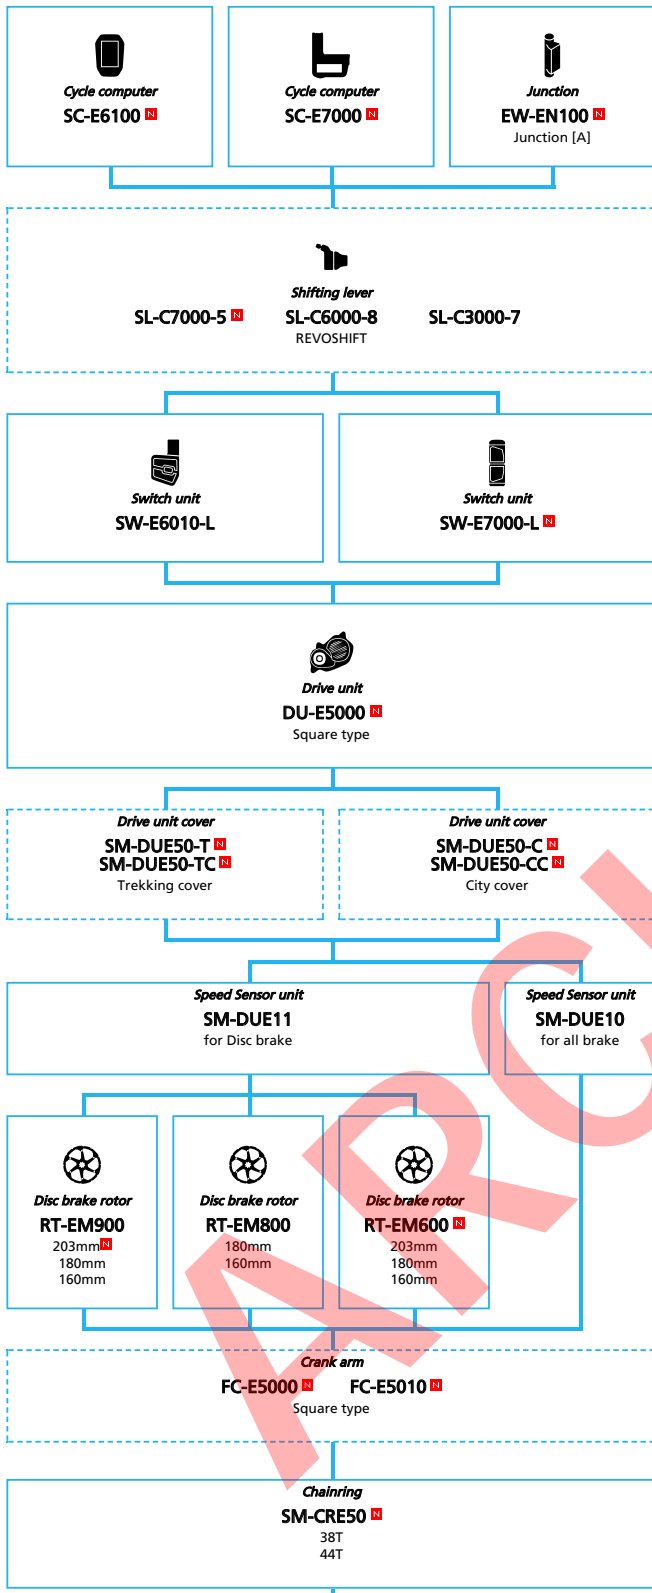 Cycle computer
SC-E6100 N
Cycle computer
SC-E7000 N
Junction
EW-EN100 N
Junction [A]
Shifting lever
SL-C7000-5 N SL-C6000-8 SL-C3000-7
REVOSHIFT
Switch unit
SW-E6010-L
Switch unit
SW-E7000-L N
Drive unit
DU-E5000 N
Square type
Drive unit cover
SM-DUE50-T N
SM-DUE50-TC N
Trekking cover
Drive unit cover
SM-DUE50-C N
SM-DUE50-CC N
City cover
Speed Sensor unit
SM-DUE11
for Disc brake
Speed Sensor unit
SM-DUE10
for all brake
Disc brake rotor
RT-EM900
203mm N
180mm
160mm
Disc brake rotor
RT-EM800
180mm
160mm
Disc brake rotor
RT-EM600 N
203mm
180mm
160mm
Crank arm
FC-E5000 N FC-E5010 N
Square type
Chainring
SM-CRE50 N
38T
44T